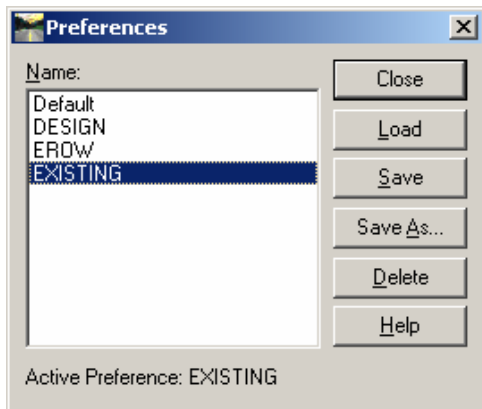 Preferences
Name:
Default
DESIGN
EROW
EXISTING
Close
Load
Save
Save As...
Delete
Help
Active Preference: EXISTING